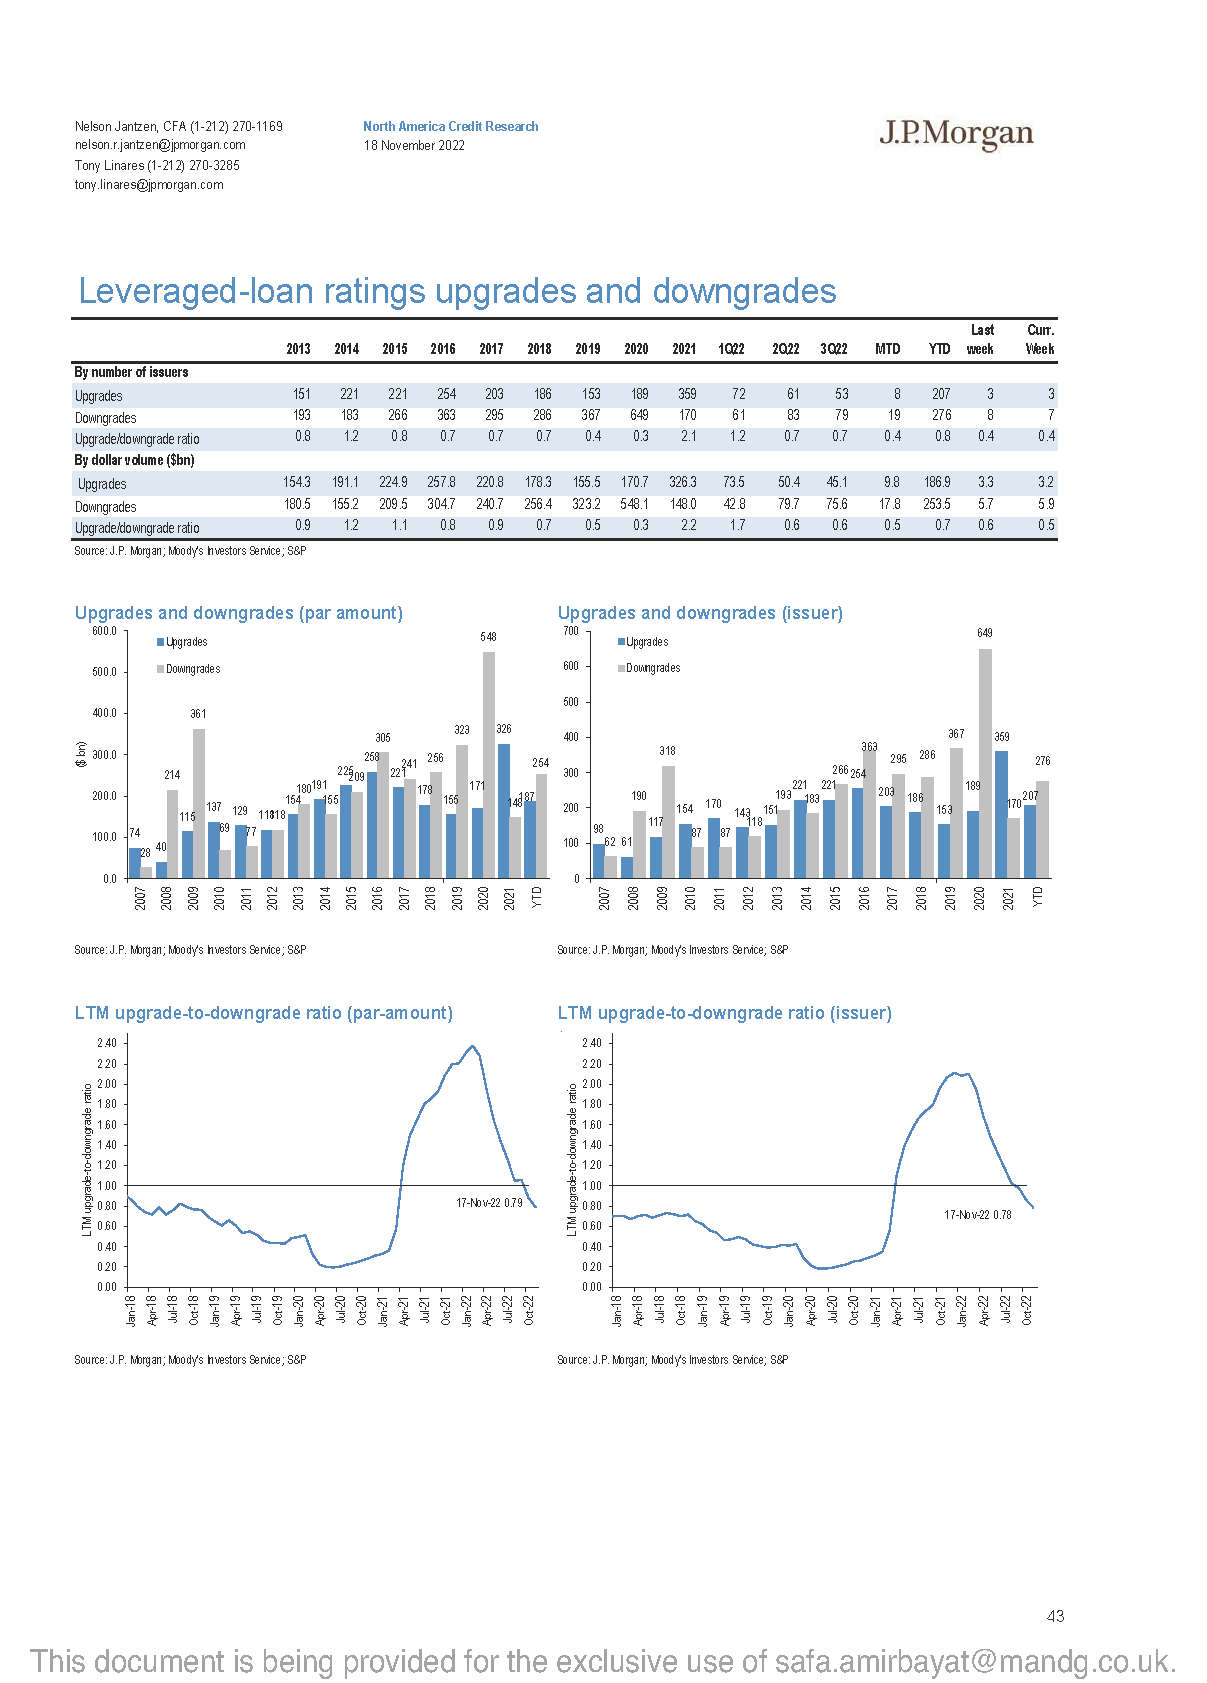 Nelson Jantzen, CFA (1-212) 270-1169
nelson.r.jantzen@jpmorgan.com
Tony Linares (1-212) 270-3285
tony.linares@jpmorgan.com
North America Credit Research
18 November 2022
J.P.Morgan
Leveraged-loan ratings upgrades and downgrades
Last Curr.
2013 2014 2015 2016 2017 2018 2019 2020 2021 1Q22 2Q22 3Q22 MTD YTD week Week
By number of issuers
Upgrades 151 221 221 254 203 186 153 189 359 72 61 53 8 207 3 3
Downgrades 193 183 266 363 295 286 367 649 170 61 83 79 19 276 8 7
Upgrade/downgrade ratio 0.8 1.2 0.8 0.7 0.7 0.7 0.4 0.3 2.1 1.2 0.7 0.7 0.4 0.8 0.4 0.4
By dollar volume ($bn)
Upgrades 154.3 191.1 224.9 257.8 220.8 178.3 155.5 170.7 326.3 73.5 50.4 45.1 9.8 186.9 3.3 3.2
Downgrades 180.5 155.2 209.5 304.7 240.7 256.4 323.2 548.1 148.0 42.8 79.7 75.6 17.8 253.5 5.7 5.9
Upgrade/downgrade ratio 0.9 1.2 1.1 0.8 0.9 0.7 0.5 0.3 2.2 1.7 0.6 0.6 0.5 0.7 0.6 0.5
Source: J.P. Morgan; Moody's Investors Service; S&P
Upgrades and downgrades (par amount)
600.0
500.0
400.0
300.0
200.0
100.0
0.0
($ bn)
Upgrades
Downgrades
74 28 40 214 115 361 137 69 129 77 118 118 154 180 191 155 225 209 258 305 221 241 178 256 155 323 171 548 326 148 187 254
2007 2008 2009 2010 2011 2012 2013 2014 2015 2016 2017 2018 2019 2020 2021 YTD
Source: J.P. Morgan; Moody's Investors Service; S&P
Upgrades and downgrades (issuer)
700
600
500
400
300
200
100
0
Upgrades
Downgrades
98 62 61 190 117 318 154 87 170 87 143 118 151 193 221 183 221 266 254 363 203 295 186 286 153 367 189 649 359 170 207 276
2007 2008 2009 2010 2011 2012 2013 2014 2015 2016 2017 2018 2019 2020 2021 YTD
Source: J.P. Morgan; Moody's Investors Service; S&P
LTM upgrade-to-downgrade ratio (par-amount)
LTM upgrade-to-downgrade ratio
2.40
2.20
2.00
1.80
1.60
1.40
1.20
1.00
0.80
0.60
0.40
0.20
0.00
17-Nov-22 0.79
Jan-18 Apr-18 Jul-18 Oct-18 Jan-19 Apr-19 Jul-19 Oct-19 Jan-20 Apr-20 Jul-20 Oct-20 Jan-21 Apr-21 Jul-21 Oct-21 Jan-22 Apr-22 Jul-22 Oct-22
Source: J.P. Morgan; Moody's Investors Service; S&P
LTM upgrade-to-downgrade ratio (issuer)
LTM upgrade-to-downgrade ratio
2.40
2.20
2.00
1.80
1.60
1.40
1.20
1.00
0.80
0.60
0.40
0.20
0.00
17-Nov-22 0.78
Jan-18 Apr-18 Jul-18 Oct-18 Jan-19 Apr-19 Jul-19 Oct-19 Jan-20 Apr-20 Jul-20 Oct-20 Jan-21 Apr-21 Jul-21 Oct-21 Jan-22 Apr-22 Jul-22 Oct-22
Source: J.P. Morgan; Moody's Investors Service; S&P
43
This document is being provided for the exclusive use of safa.amirbayat@mandg.co.uk.